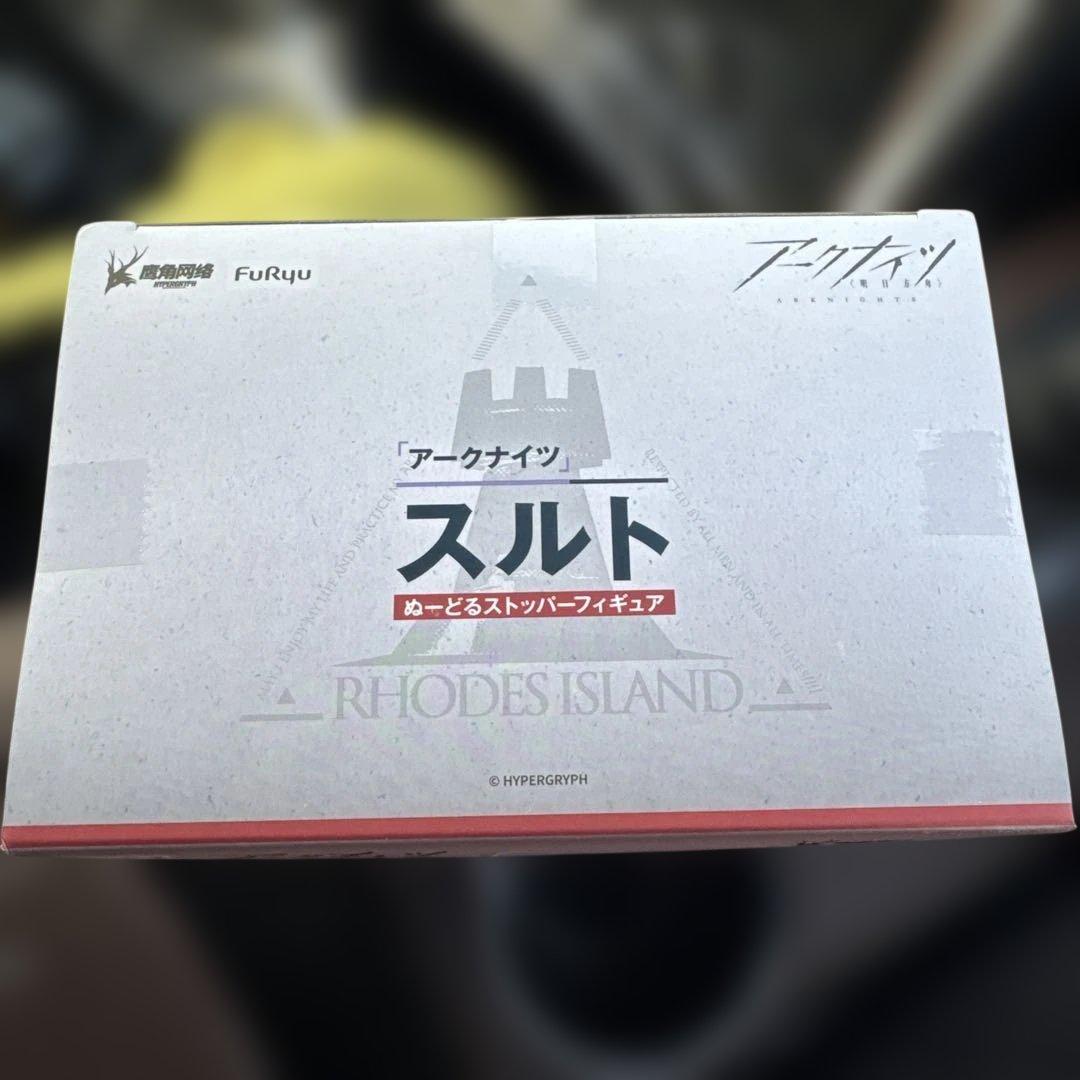 鷹角网络
HYPERGRYPH
FuRyu
アークナイツ
《明日方舟》
ARKNIGHTS
「アークナイツ」
スルト
ぬーどるストッパーフィギュア
RHODES ISLAND
© HYPERGRYPH